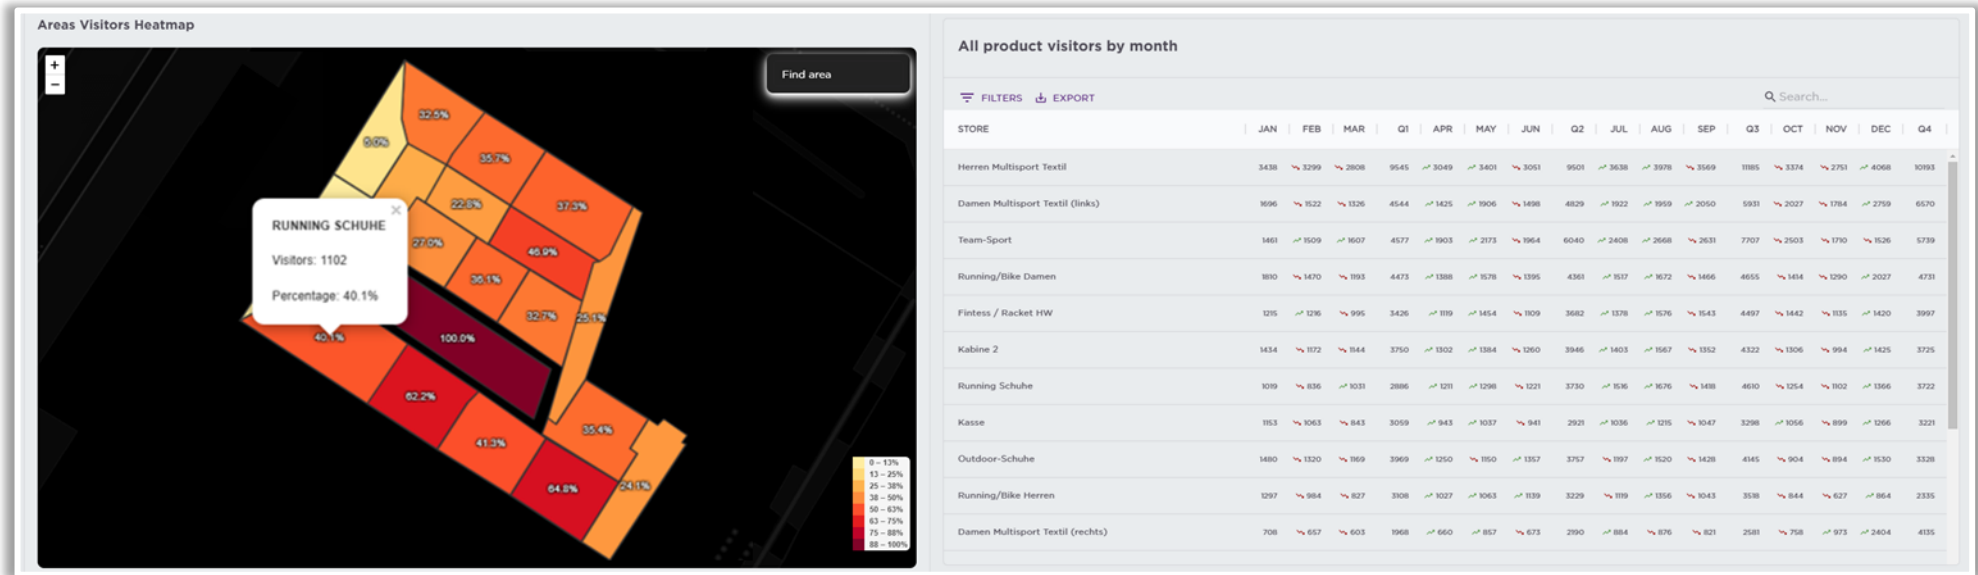 Areas Visitors Heatmap
+
−
Find area
32.5%
5.0%
35.7%
22.8%
37.3%
27.0%
46.9%
36.1%
32.7%
25.1%
RUNNING SCHUHE ×
Visitors: 1102
Percentage: 40.1%
40.1%
100.0%
62.2%
41.3%
35.4%
64.8%
24.1%
0 – 13%
13 – 25%
25 – 38%
38 – 50%
50 – 63%
63 – 75%
75 – 88%
88 – 100%
All product visitors by month
FILTERS EXPORT Search...
STORE JAN FEB MAR Q1 APR MAY JUN Q2 JUL AUG SEP Q3 OCT NOV DEC Q4
Herren Multisport Textil 3438 3299 2808 9545 3049 3401 3051 9501 3638 3978 3569 11185 3374 2751 4068 10193
Damen Multisport Textil (links) 1696 1522 1326 4544 1425 1906 1498 4829 1922 1959 2050 5931 2027 1784 2759 6570
Team-Sport 1461 1509 1607 4577 1903 2173 1964 6040 2408 2668 2631 7707 2503 1710 1526 5739
Running/Bike Damen 1810 1470 1193 4473 1388 1578 1395 4361 1517 1672 1466 4655 1414 1290 2027 4731
Fintess / Racket HW 1215 1216 995 3426 1119 1454 1109 3682 1378 1576 1543 4497 1442 1135 1420 3997
Kabine 2 1434 1172 1144 3750 1302 1384 1260 3946 1403 1567 1352 4322 1306 994 1425 3725
Running Schuhe 1019 836 1031 2886 1211 1298 1221 3730 1516 1676 1418 4610 1254 1102 1366 3722
Kasse 1153 1063 843 3059 943 1037 941 2921 1036 1215 1047 3298 1056 899 1266 3221
Outdoor-Schuhe 1480 1320 1169 3969 1250 1150 1357 3757 1197 1520 1428 4145 904 894 1530 3328
Running/Bike Herren 1297 984 827 3108 1027 1063 1139 3229 1119 1356 1043 3518 844 627 864 2335
Damen Multisport Textil (rechts) 708 657 603 1968 660 857 673 2190 884 876 821 2581 758 973 2404 4135